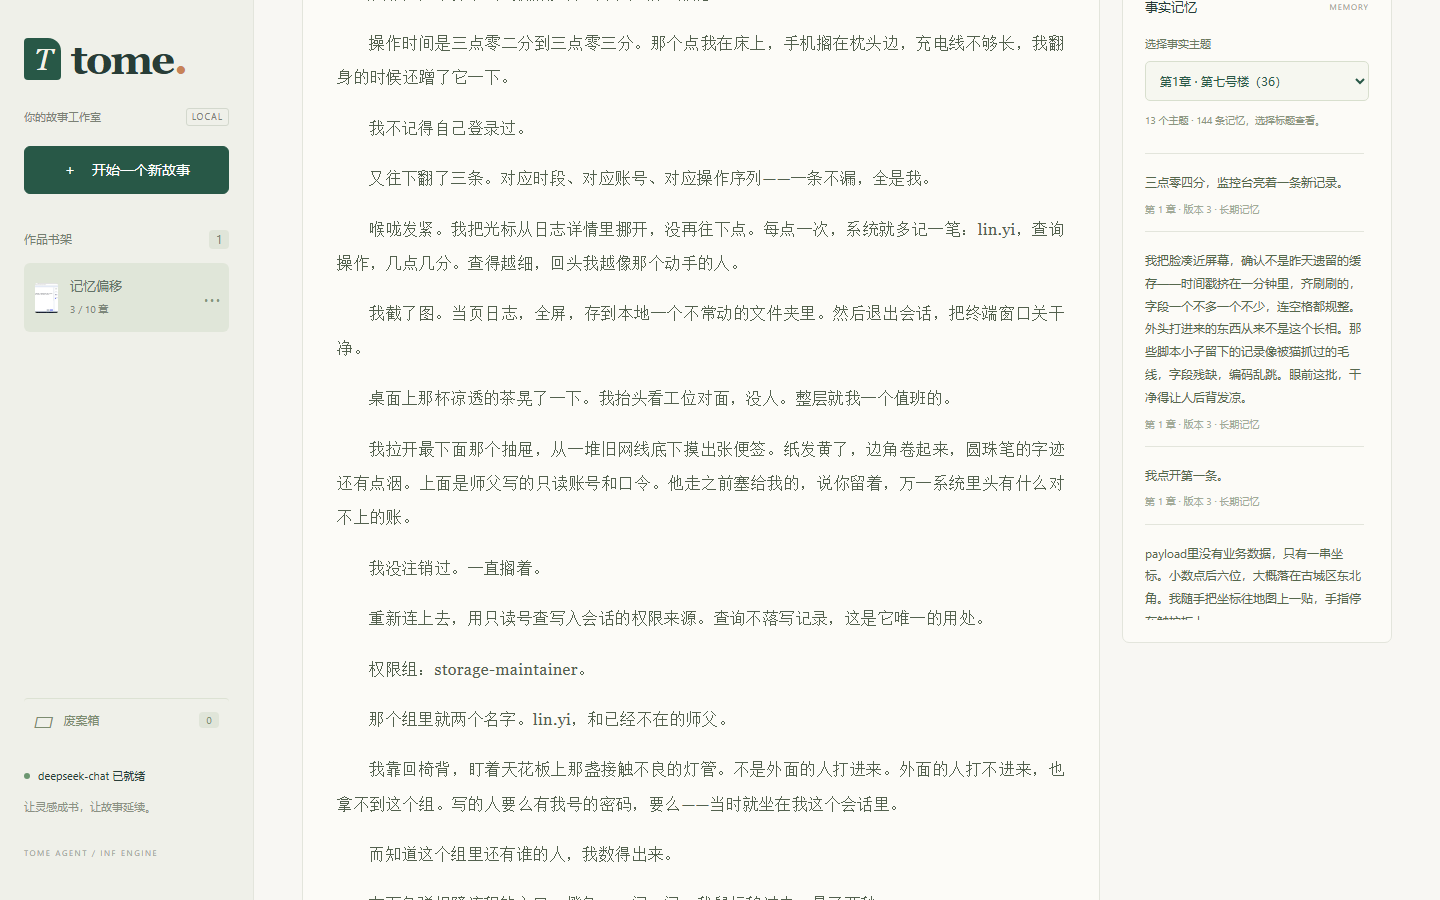 T tome.
你的故事工作室
LOCAL
+ 开始一个新故事
作品书架
1
记忆偏移
3 / 10 章
...
废案箱
0
deepseek-chat 已就绪
让灵感成书，让故事延续。
TOME AGENT / INF ENGINE
操作时间是三点零二分到三点零三分。那个点我在床上，手机搁在枕头边，充电线不够长，我翻
身的时候还蹭了它一下。
我不记得自己登录过。
又往下翻了三条。对应时段、对应账号、对应操作序列——一条不漏，全是我。
喉咙发紧。我把光标从日志详情里挪开，没再往下点。每点一次，系统就多记一笔：lin.yi，查询
操作，几点几分。查得越细，回头我越像那个动手的人。
我截了图。当页日志，全屏，存到本地一个不常动的文件夹里。然后退出会话，把终端窗口关干
净。
桌面上那杯凉透的茶晃了一下。我抬头看工位对面，没人。整层就我一个值班的。
我拉开最下面那个抽屉，从一堆旧网线底下摸出张便签。纸发黄了，边角卷起来，圆珠笔的字迹
还有点洇。上面是师父写的只读账号和口令。他走之前塞给我的，说你留着，万一系统里头有什么对
不上的账。
我没注销过。一直搁着。
重新连上去，用只读号查写入会话的权限来源。查询不落写记录，这是它唯一的用处。
权限组：storage-maintainer。
那个组里就两个名字。lin.yi，和已经不在的师父。
我靠回椅背，盯着天花板上那盏接触不良的灯管。不是外面的人打进来。外面的人打不进来，也
拿不到这个组。写的人要么有我号的密码，要么——当时就坐在我这个会话里。
而知道这个组里还有谁的人，我数得出来。
事实记忆
MEMORY
选择事实主题
第1章 · 第七号楼（36）
13 个主题 · 144 条记忆，选择标题查看。
三点零四分，监控台亮着一条新记录。
第 1 章 · 版本 3 · 长期记忆
我把脸凑近屏幕，确认不是昨天遗留的缓
存——时间戳挤在一分钟里，齐刷刷的，
字段一个不多一个不少，连空格都规整。
外头打进来的东西从来不是这个长相。那
些脚本小子留下的记录像被猫抓过的毛
线，字段残缺，编码乱跳。眼前这批，干
净得让人后背发凉。
第 1 章 · 版本 3 · 长期记忆
我点开第一条。
第 1 章 · 版本 3 · 长期记忆
payload里没有业务数据，只有一串坐
标。小数点后六位，大概落在古城区东北
角。我随手把坐标往地图上一贴，手指停